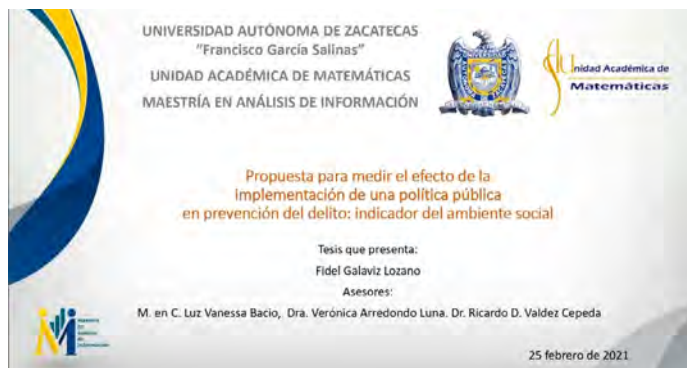 UNIVERSIDAD AUTÓNOMA DE ZACATECAS
"Francisco García Salinas"
UNIDAD ACADÉMICA DE MATEMÁTICAS
MAESTRÍA EN ANÁLISIS DE INFORMACIÓN
nidad Académica de
Matemáticas
Propuesta para medir el efecto de la
implementación de una política pública
en prevención del delito: indicador del ambiente social
Tesis que presenta:
Fidel Galaviz Lozano
Asesores:
M. en C. Luz Vanessa Bacio, Dra. Verónica Arredondo Luna. Dr. Ricardo D. Valdez Cepeda
25 febrero de 2021